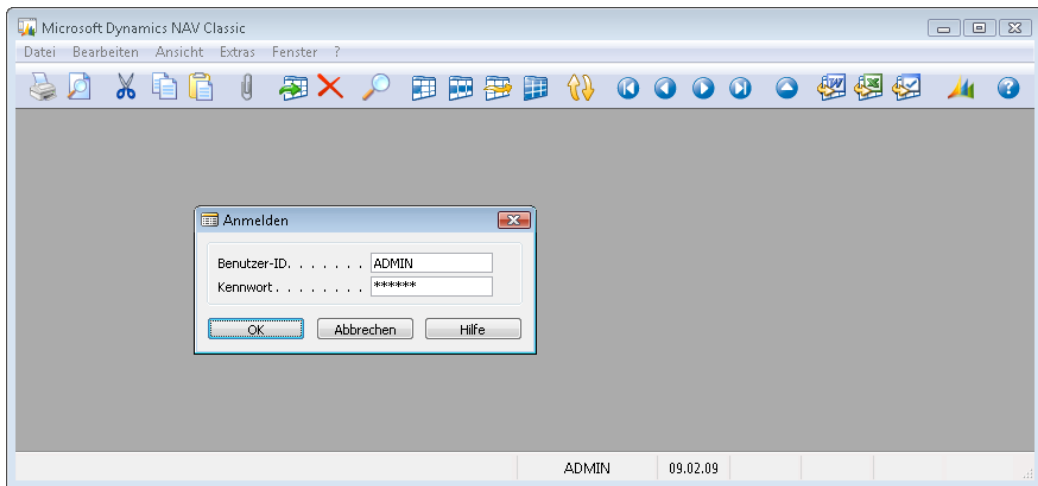 Microsoft Dynamics NAV Classic
Datei Bearbeiten Ansicht Extras Fenster ?
Anmelden
Benutzer-ID. . . . . . . ADMIN
Kennwort . . . . . . . . ******
OK Abbrechen Hilfe
ADMIN 09.02.09